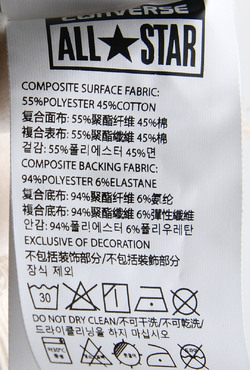 CONVERSE
ALL★STAR
COMPOSITE SURFACE FABRIC:
55%POLYESTER 45%COTTON
复合面布: 55%聚酯纤维 45%棉
複合表布: 55%聚酯纖維 45%棉
겉감: 55%폴리에스터 45%면
COMPOSITE BACKING FABRIC:
94%POLYESTER 6%ELASTANE
复合底布: 94%聚酯纤维 6%氨纶
複合底布: 94%聚酯纖維 6%彈性纖維
안감: 94%폴리에스터 6%폴리우레탄
EXCLUSIVE OF DECORATION
不包括装饰部分/不包括裝飾部分
장식 제외
30
DO NOT DRY CLEAN/不可干洗/不可乾洗/
드라이클리닝을 하지 마십시오